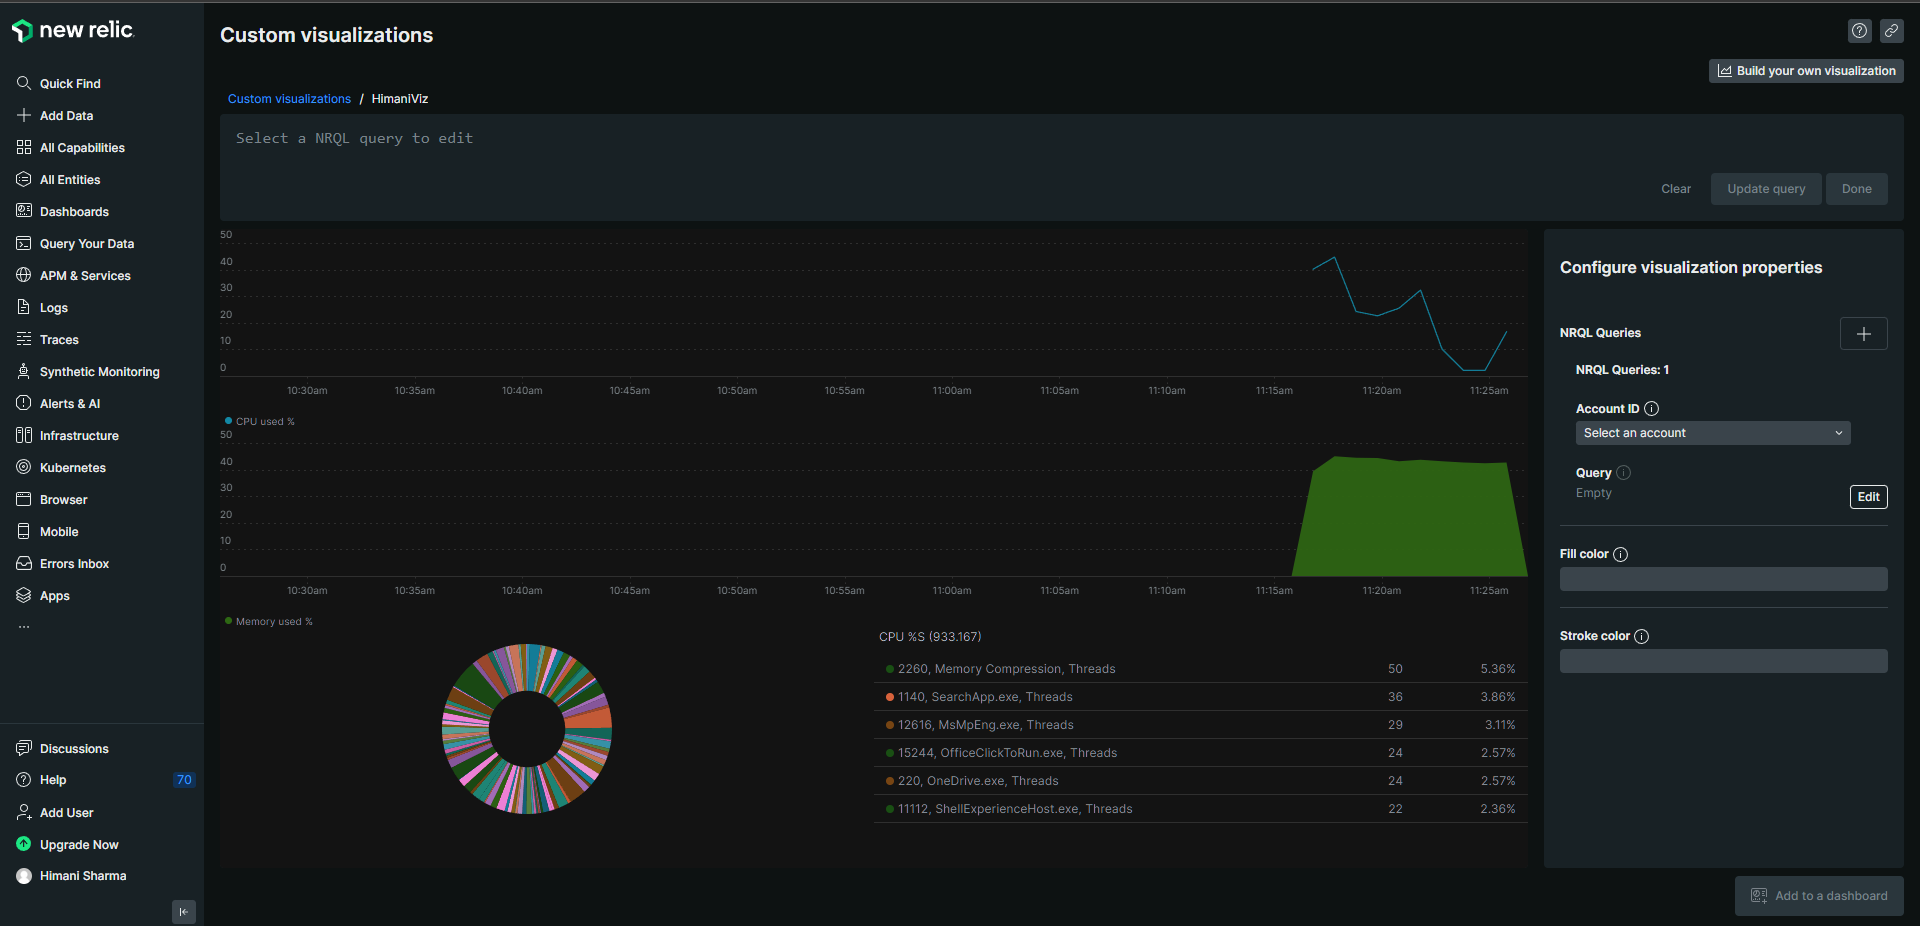 new relic
Quick Find
Add Data
All Capabilities
All Entities
Dashboards
Query Your Data
APM & Services
Logs
Traces
Synthetic Monitoring
Alerts & AI
Infrastructure
Kubernetes
Browser
Mobile
Errors Inbox
Apps
...
Discussions
Help 70
Add User
Upgrade Now
Himani Sharma
Custom visualizations
Build your own visualization
Custom visualizations / HimaniViz
Select a NRQL query to edit
Clear Update query Done
50
40
30
20
10
0
10:30am 10:35am 10:40am 10:45am 10:50am 10:55am 11:00am 11:05am 11:10am 11:15am 11:20am 11:25am
CPU used %
50
40
30
20
10
0
10:30am 10:35am 10:40am 10:45am 10:50am 10:55am 11:00am 11:05am 11:10am 11:15am 11:20am 11:25am
Memory used %
CPU %S (933.167)
2260, Memory Compression, Threads 50 5.36%
1140, SearchApp.exe, Threads 36 3.86%
12616, MsMpEng.exe, Threads 29 3.11%
15244, OfficeClickToRun.exe, Threads 24 2.57%
220, OneDrive.exe, Threads 24 2.57%
11112, ShellExperienceHost.exe, Threads 22 2.36%
Configure visualization properties
NRQL Queries
NRQL Queries: 1
Account ID
Select an account
Query
Empty
Edit
Fill color
Stroke color
Add to a dashboard